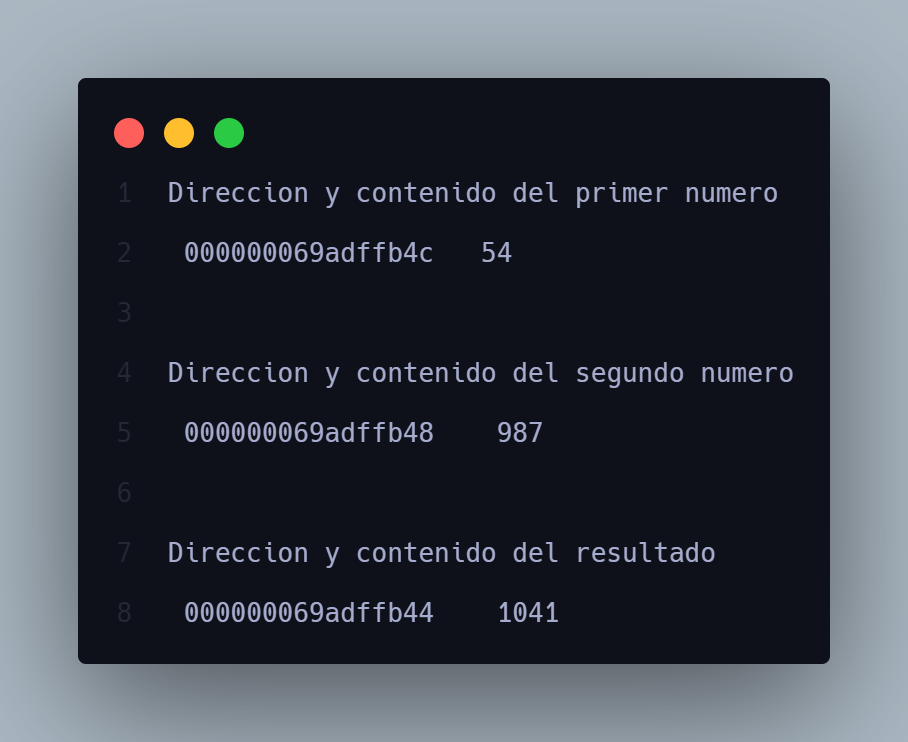 1 Direccion y contenido del primer numero
2 000000069adffb4c 54
3
4 Direccion y contenido del segundo numero
5 000000069adffb48 987
6
7 Direccion y contenido del resultado
8 000000069adffb44 1041